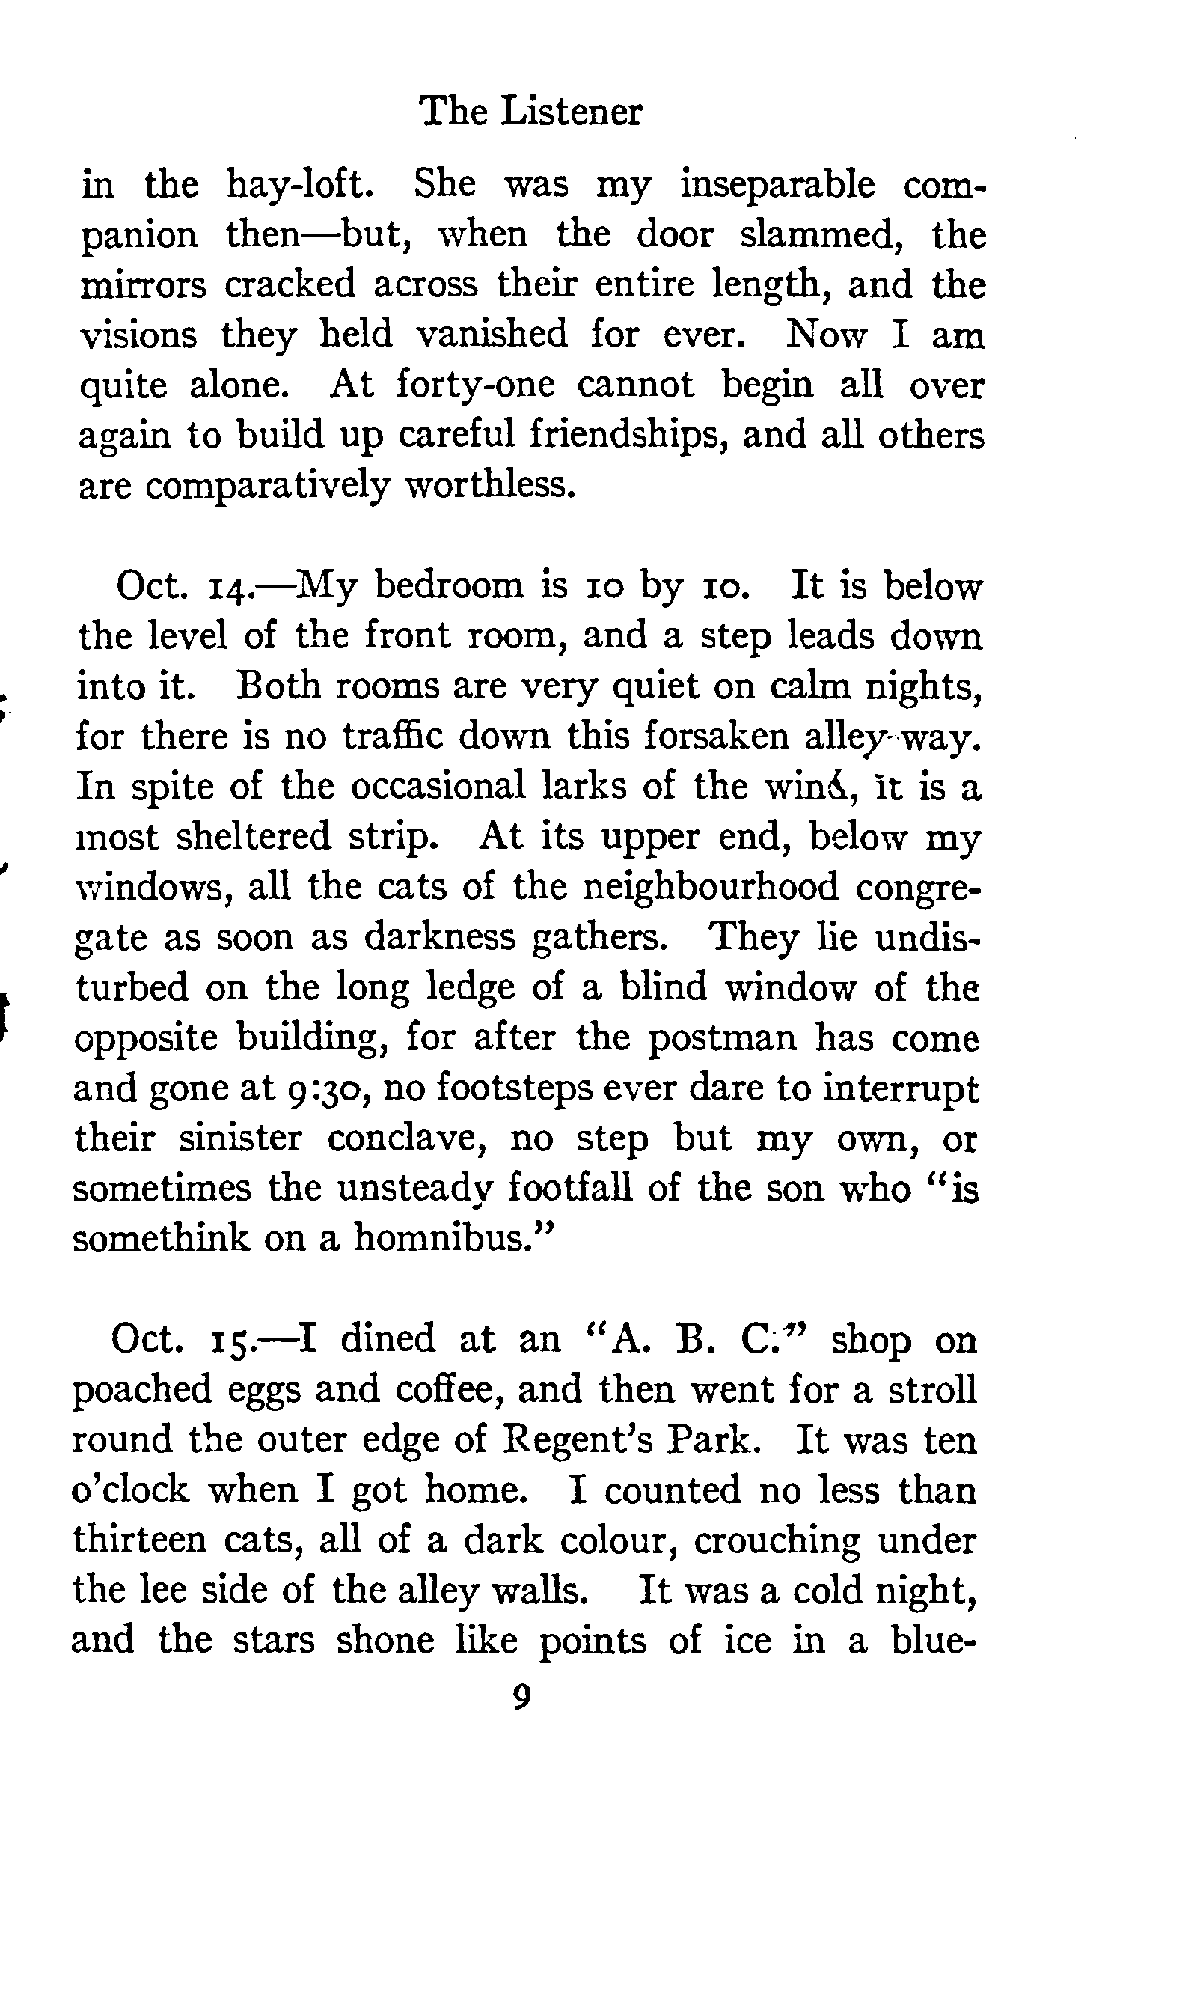 The Listener
in the hay-loft. She was my inseparable com-
panion then—but, when the door slammed, the
mirrors cracked across their entire length, and the
visions they held vanished for ever. Now I am
quite alone. At forty-one cannot begin all over
again to build up careful friendships, and all others
are comparatively worthless.
Oct. 14.—My bedroom is 10 by 10. It is below
the level of the front room, and a step leads down
into it. Both rooms are very quiet on calm nights,
for there is no traffic down this forsaken alley-way.
In spite of the occasional larks of the wind, it is a
most sheltered strip. At its upper end, below my
windows, all the cats of the neighbourhood congre-
gate as soon as darkness gathers. They lie undis-
turbed on the long ledge of a blind window of the
opposite building, for after the postman has come
and gone at 9:30, no footsteps ever dare to interrupt
their sinister conclave, no step but my own, or
sometimes the unsteady footfall of the son who "is
somethink on a homnibus."
Oct. 15.—I dined at an "A. B. C." shop on
poached eggs and coffee, and then went for a stroll
round the outer edge of Regent's Park. It was ten
o'clock when I got home. I counted no less than
thirteen cats, all of a dark colour, crouching under
the lee side of the alley walls. It was a cold night,
and the stars shone like points of ice in a blue-
9